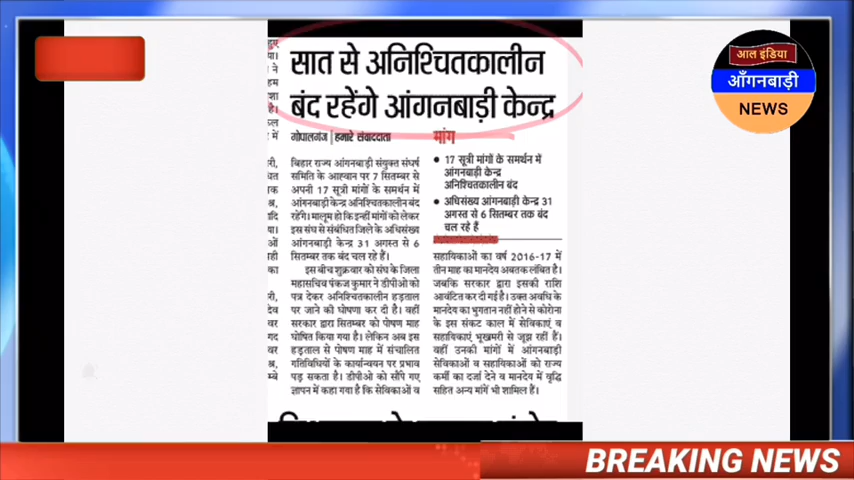 सात से अनिश्चितकालीन
बंद रहेंगे आंगनबाड़ी केन्द्र
गोपालगंज | हमारे संवाददाता
बिहार राज्य आंगनबाड़ी संयुक्त संघर्ष
समिति के आह्वान पर 7 सितम्बर से
अपनी 17 सूत्री मांगों के समर्थन में
आंगनबाड़ी केन्द्र अनिश्चितकालीन बंद
रहेंगे। मालूम हो कि इन्हीं मांगों को लेकर
इस संघ से संबंधित जिले के अधिसंख्य
आंगनबाड़ी केन्द्र 31 अगस्त से 6
सितम्बर तक बंद चल रहे हैं।
इस बीच शुक्रवार को संघ के जिला
महासचिव पंकज कुमार ने डीपीओ को
पत्र देकर अनिश्चितकालीन हड़ताल
पर जाने की घोषणा कर दी है। वहीं
सरकार द्वारा सितम्बर को पोषण माह
घोषित किया गया है। लेकिन अब इस
हड़ताल से पोषण माह में संचालित
गतिविधियों के कार्यान्वयन पर प्रभाव
पड़ सकता है। डीपीओ को सौंपे गए
ज्ञापन में कहा गया है कि सेविकाओं व
मांग
• 17 सूत्री मांगों के समर्थन में
आंगनबाड़ी केन्द्र
अनिश्चितकालीन बंद
• अधिसंख्य आंगनबाड़ी केन्द्र 31
अगस्त से 6 सितम्बर तक बंद
चल रहे हैं
सहायिकाओं का वर्ष 2016-17 में
तीन माह का मानदेय अबतक लंबित है।
जबकि सरकार द्वारा इसकी राशि
आवंटित कर दी गई है। उक्त अवधि के
मानदेय का भुगतान नहीं होने से कोरोना
के इस संकट काल में सेविकाएं व
सहायिकाएं भूखमरी से जूझ रहीं हैं।
वहीं उनकी मांगों में आंगनबाड़ी
सेविकाओं व सहायिकाओं को राज्य
कर्मी का दर्जा देने व मानदेय में वृद्धि
सहित अन्य मांगें भी शामिल हैं।
आल इंडिया
आँगनबाड़ी
NEWS
BREAKING NEWS